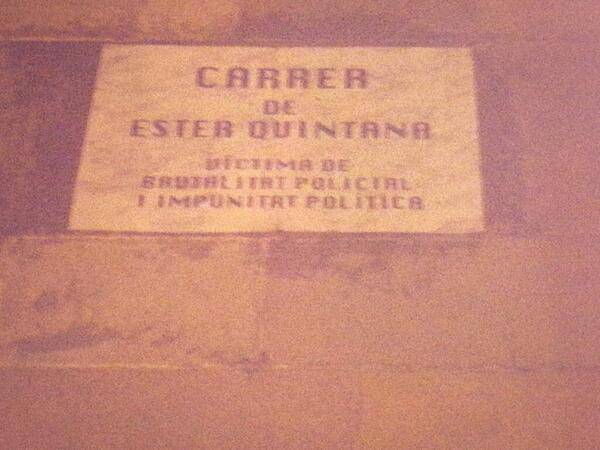 CARRER
DE
ESTER QUINTANA
VÍCTIMA DE
BRUTALITAT POLICIAL
I IMPUNITAT POLÍTICA